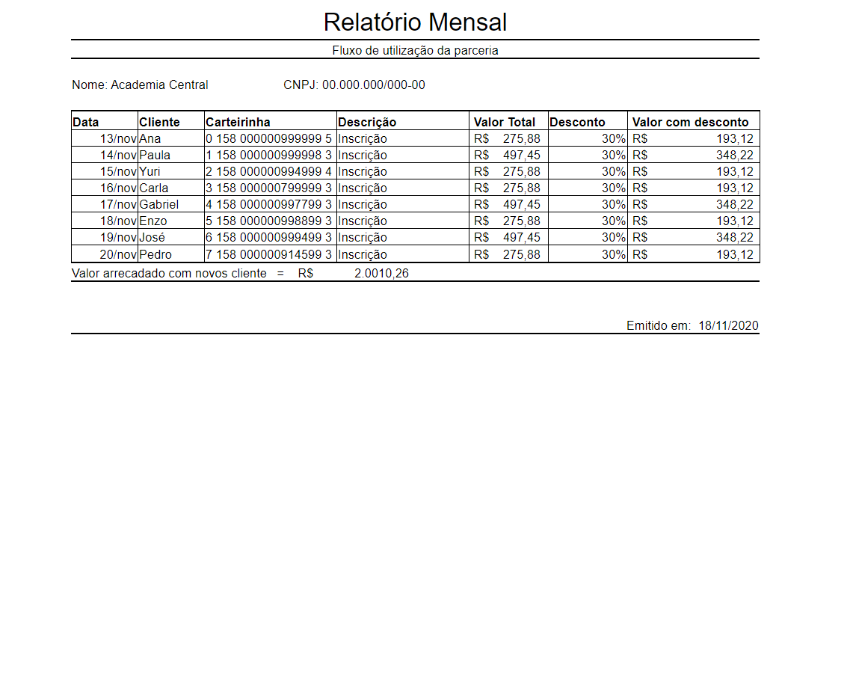 Relatório Mensal
Fluxo de utilização da parceria
Nome: Academia Central CNPJ: 00.000.000/000-00
Data Cliente Carteirinha Descrição Valor Total Desconto Valor com desconto
13/nov Ana 0 158 000000999999 5 Inscrição R$ 275,88 30% R$ 193,12
14/nov Paula 1 158 000000999998 3 Inscrição R$ 497,45 30% R$ 348,22
15/nov Yuri 2 158 000000994999 4 Inscrição R$ 275,88 30% R$ 193,12
16/nov Carla 3 158 000000799999 3 Inscrição R$ 275,88 30% R$ 193,12
17/nov Gabriel 4 158 000000997799 3 Inscrição R$ 497,45 30% R$ 348,22
18/nov Enzo 5 158 000000998899 3 Inscrição R$ 275,88 30% R$ 193,12
19/nov José 6 158 000000999499 3 Inscrição R$ 497,45 30% R$ 348,22
20/nov Pedro 7 158 000000914599 3 Inscrição R$ 275,88 30% R$ 193,12
Valor arrecadado com novos cliente = R$ 2.0010,26
Emitido em: 18/11/2020